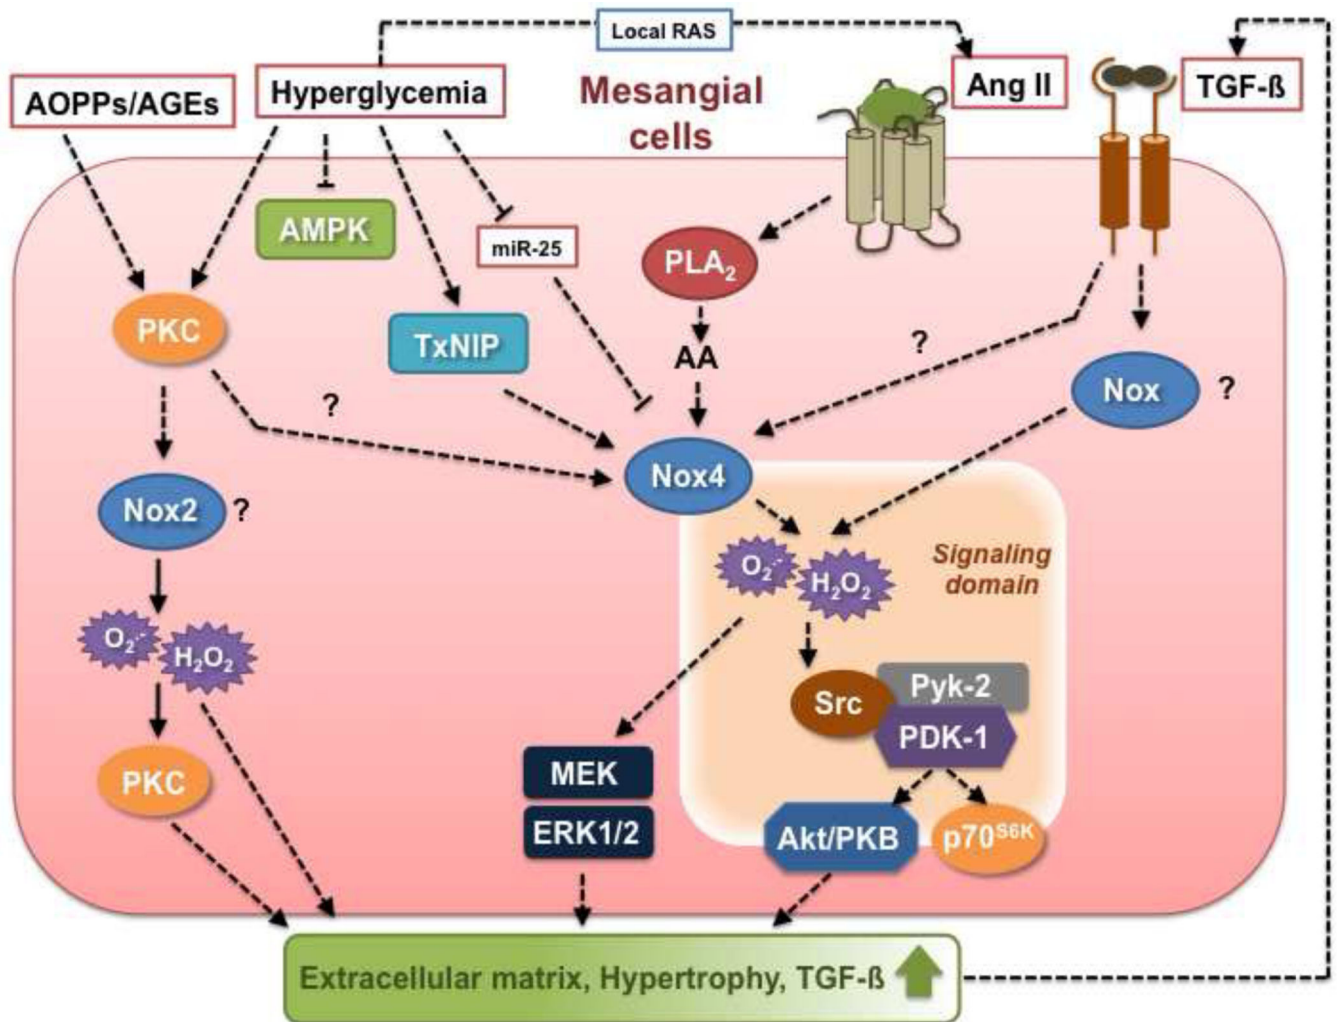 Local RAS
AOPPs/AGEs
Hyperglycemia
Mesangial
cells
Ang II
TGF-ß
AMPK
miR-25
PLA₂
PKC
TxNIP
AA
?
?
Nox
?
Nox4
Nox2
?
O₂·-
H₂O₂
Signaling
domain
O₂·-
H₂O₂
Src
Pyk-2
PDK-1
PKC
MEK
ERK1/2
Akt/PKB
p70ˢ⁶ᴷ
Extracellular matrix, Hypertrophy, TGF-ß